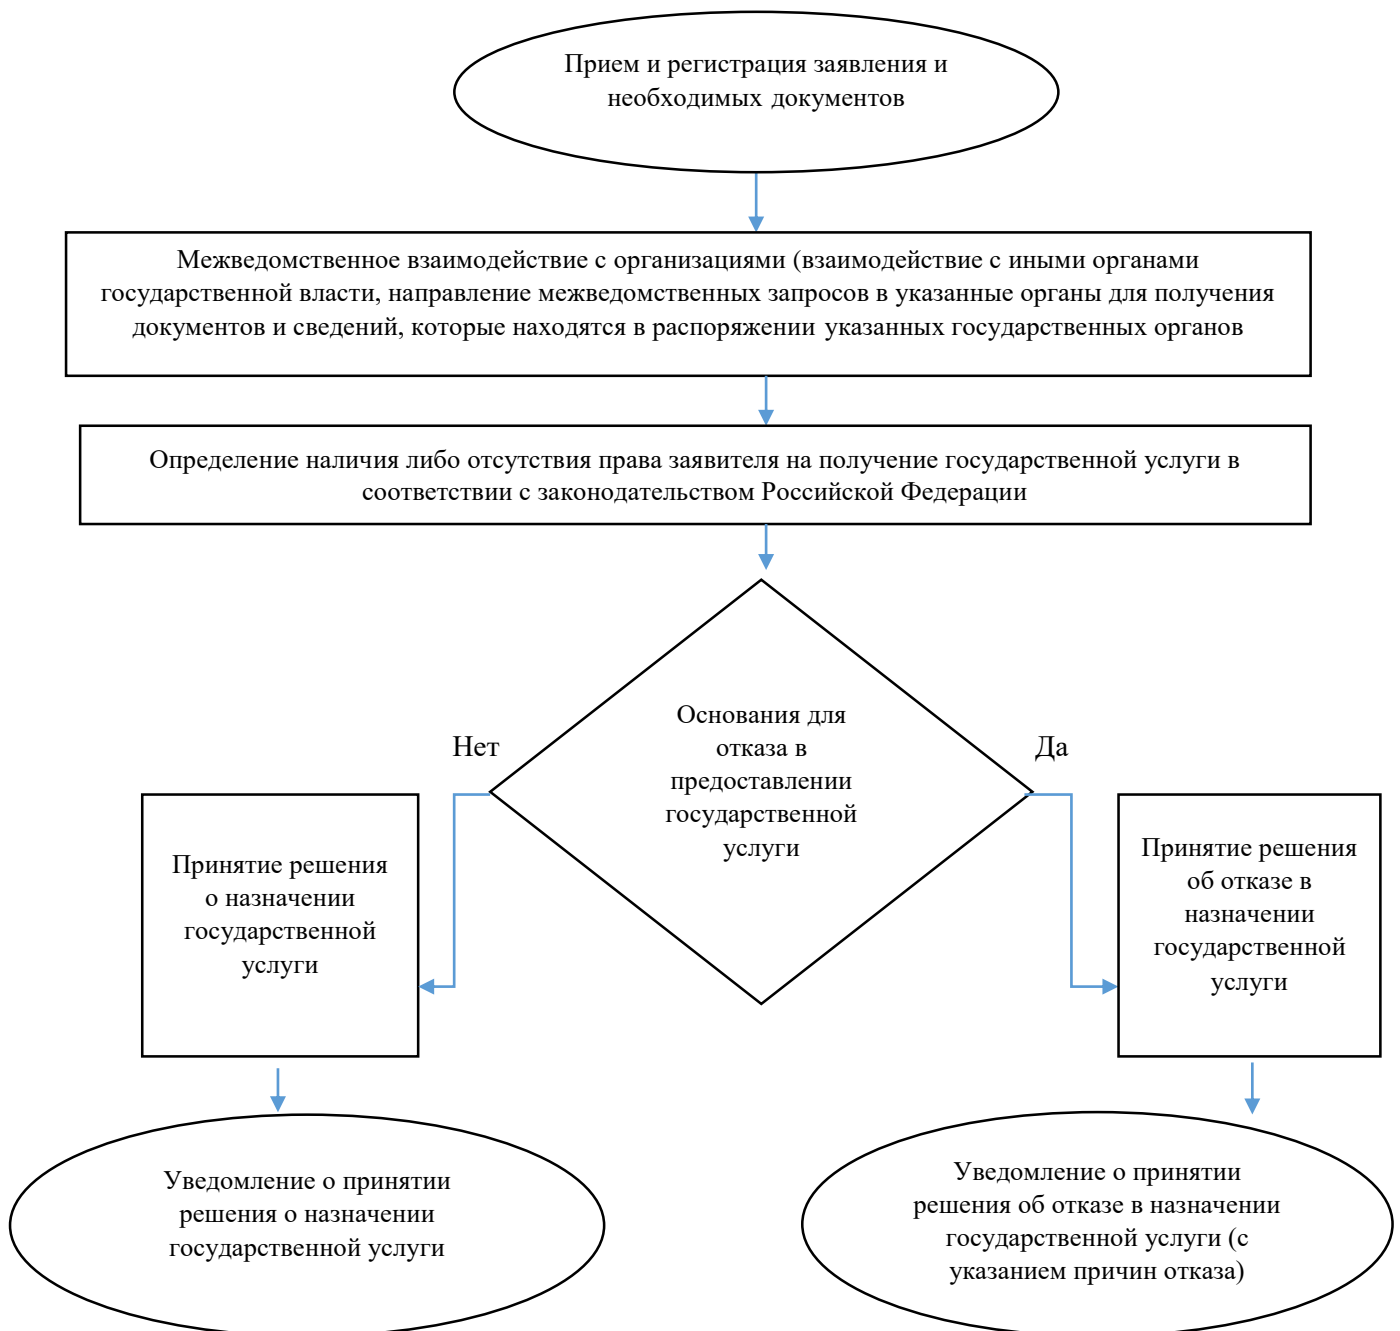 Прием и регистрация заявления и
необходимых документов
Межведомственное взаимодействие с организациями (взаимодействие с иными органами
государственной власти, направление межведомственных запросов в указанные органы для получения
документов и сведений, которые находятся в распоряжении указанных государственных органов
Определение наличия либо отсутствия права заявителя на получение государственной услуги в
соответствии с законодательством Российской Федерации
Основания для
отказа в
предоставлении
государственной
услуги
Нет
Да
Принятие решения
о назначении
государственной
услуги
Принятие решения
об отказе в
назначении
государственной
услуги
Уведомление о принятии
решения о назначении
государственной услуги
Уведомление о принятии
решения об отказе в назначении
государственной услуги (с
указанием причин отказа)